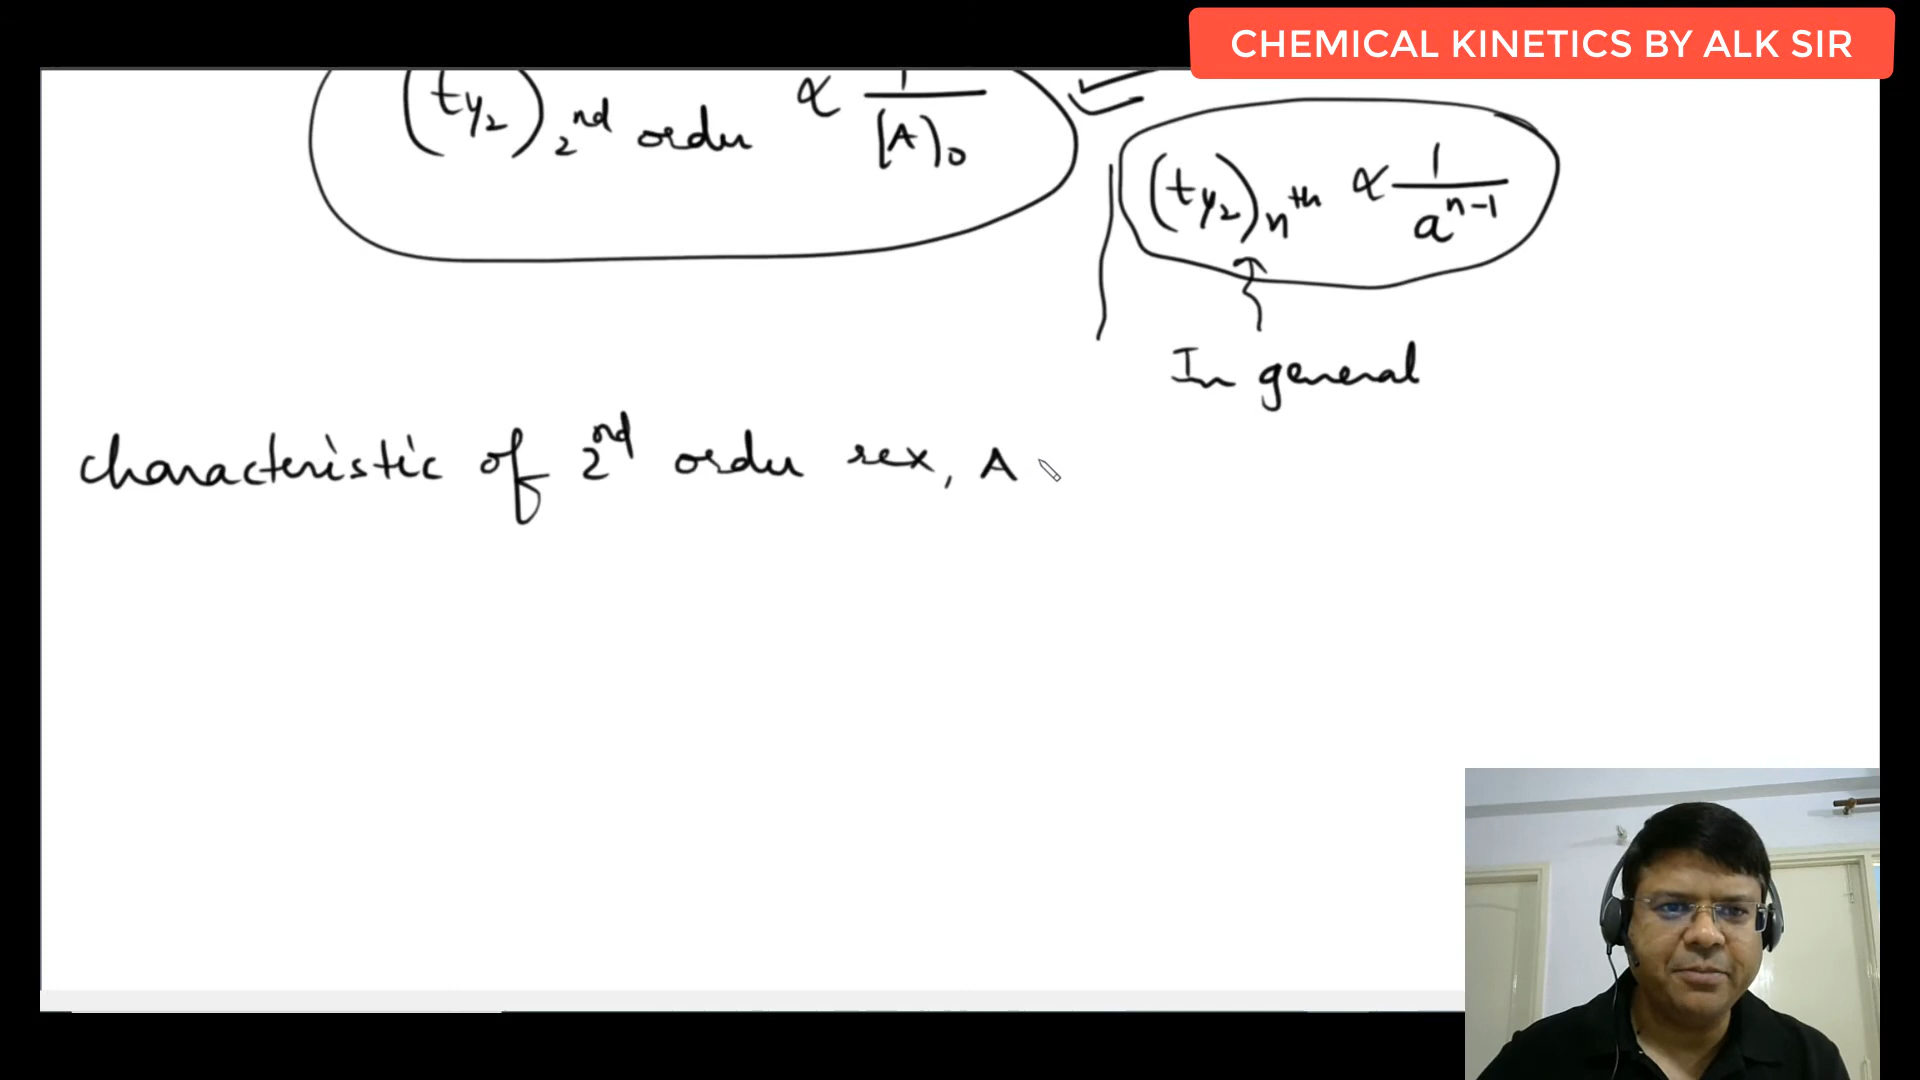 CHEMICAL KINETICS BY ALK SIR
(t1/2) 2nd order ∝ 1/[A)0
(t1/2) nth ∝ 1/a^(n-1)
In general
characteristic of 2nd order rex, A